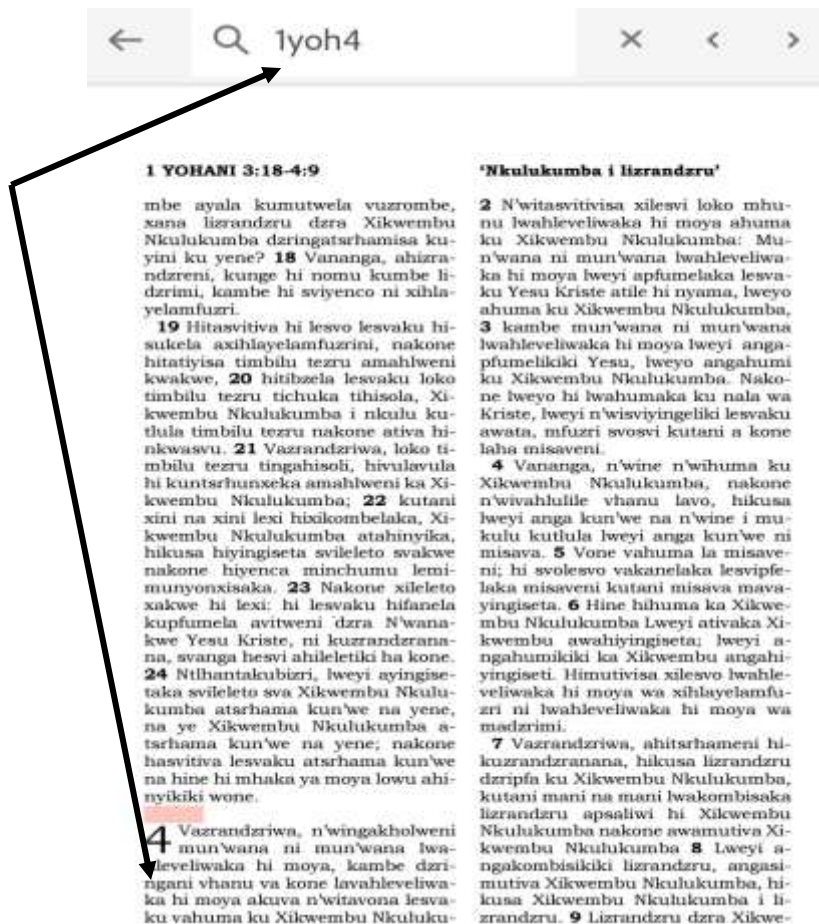 1yoh4
1 YOHANI 3:18-4:9
mbe ayala kumutwela vuzrombe,
xana lizrandzru dzra Xikwembu
Nkulukumba dzringatsrhamisa ku-
yini ku yene? 18 Vananga, ahizra-
ndzreni, kunge hi nomu kumbe li-
dzrimi, kambe hi sviyenco ni xihla-
yelamfuzri.
19 Hitasvitiva hi lesvo lesvaku hi-
sukela axihlayelamfuzrini, nakone
hitatiyisa timbilu tezru amahlweni
kwakwe, 20 hitibzela lesvaku loko
timbilu tezru tichuka tihisola, Xi-
kwembu Nkulukumba i nkulu ku-
tlula timbilu tezru nakone ativa hi-
nkwasvu. 21 Vazrandzriwa, loko ti-
mbilu tezru tingahisoli, hivulavula
hi kuntsrhunxeka amahlweni ka Xi-
kwembu Nkulukumba; 22 kutani
xini na xini lexi hixikombelaka, Xi-
kwembu Nkulukumba atahinyika,
hikusa hiyingiseta svileleto svakwe
nakone hiyenca minchumu lemi-
munyonxisaka. 23 Nakone xileleto
xakwe hi lexi: hi lesvaku hifanela
kupfumela avitweni dzra N'wana-
kwe Yesu Kriste, ni kuzrandzrana-
na, svanga hesvi ahileletiki ha kone.
24 Ntlhantakubizri, lweyi ayingise-
taka svileleto sva Xikwembu Nkulu-
kumba atsrhama kun'we na yene,
na ye Xikwembu Nkulukumba a-
tsrhama kun'we na yene; nakone
hasvitiva lesvaku atsrhama kun'we
na hine hi mhaka ya moya lowu ahi-
nyikiki wone.
4 Vazrandzriwa, n'wingakholweni
mun'wana ni mun'wana lwa-
hleveliwaka hi moya, kambe dzri-
ngani vhanu va kone lavahleveliwa-
ka hi moya akuva n'witavona lesva-
ku vahuma ku Xikwembu Nkuluku-
'Nkulukumba i lizrandzru'
2 N'witasvitivisa xilesvi loko mhu-
nu lwahleveliwaka hi moya ahuma
ku Xikwembu Nkulukumba: Mu-
n'wana ni mun'wana lwahleveliwa-
ka hi moya lweyi apfumelaka lesva-
ku Yesu Kriste atile hi nyama, lweyo
ahuma ku Xikwembu Nkulukumba,
3 kambe mun'wana ni mun'wana
lwahleveliwaka hi moya lweyi anga-
pfumelikiki Yesu, lweyo angahumi
ku Xikwembu Nkulukumba. Nako-
ne lweyo hi lwahumaka ku nala wa
Kriste, lweyi n'wisviyingeliki lesvaku
awata, mfuzri svosvi kutani a kone
laha misaveni.
4 Vananga, n'wine n'wihuma ku
Xikwembu Nkulukumba, nakone
n'wivahlulile vhanu lavo, hikusa
lweyi anga kun'we na n'wine i mu-
kulu kutlula lweyi anga kun'we ni
misava. 5 Vone vahuma la misave-
ni; hi svolesvo vakanelaka lesvipfe-
laka misaveni kutani misava mava-
yingiseta. 6 Hine hihuma ka Xikwe-
mbu Nkulukumba Lweyi ativaka Xi-
kwembu awahiyingiseta; lweyi a-
ngahumikiki ka Xikwembu angahi-
yingiseti. Himutivisa xilesvo lwahle-
veliwaka hi moya wa xihlayelamfu-
zri ni lwahleveliwaka hi moya wa
madzrimi.
7 Vazrandzriwa, ahitsrhameni hi-
kuzrandzranana, hikusa lizrandzru
dzripfa ku Xikwembu Nkulukumba,
kutani mani na mani lwakombisaka
lizrandzru apsaliwi hi Xikwembu
Nkulukumba nakone awamutiva Xi-
kwembu Nkulukumba 8 Lweyi a-
ngakombisikiki lizrandzru, angasi-
mutiva Xikwembu Nkulukumba, hi-
kusa Xikwembu Nkulukumba i li-
zrandzru. 9 Lizrandzru dzra Xikwe-